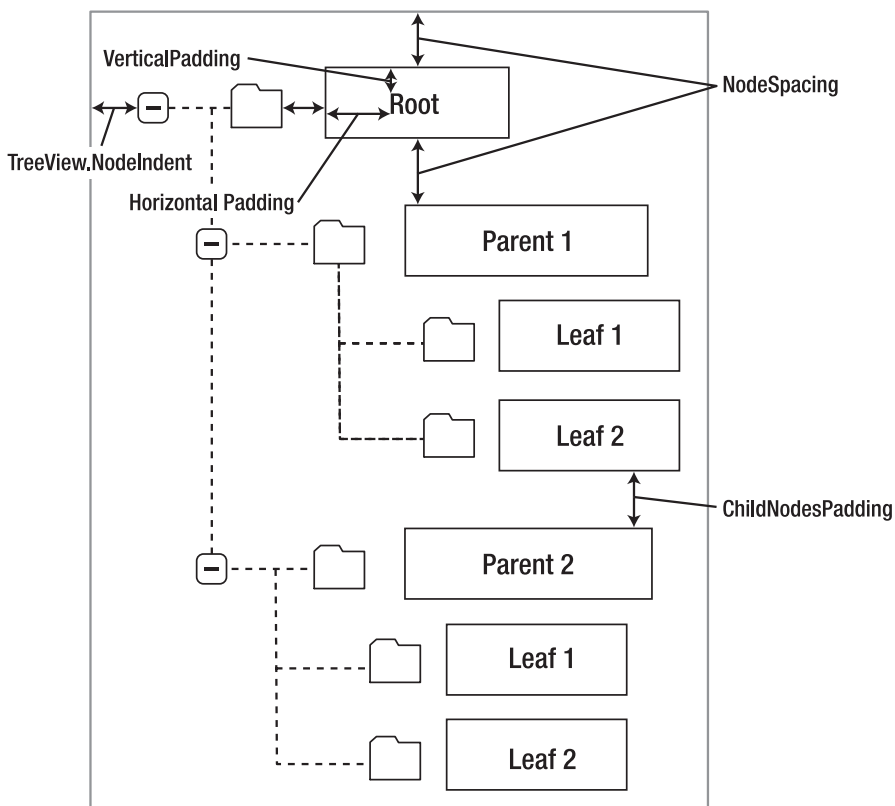 VerticalPadding
NodeSpacing
Root
TreeView.NodeIndent
Horizontal Padding
Parent 1
Leaf 1
Leaf 2
ChildNodesPadding
Parent 2
Leaf 1
Leaf 2